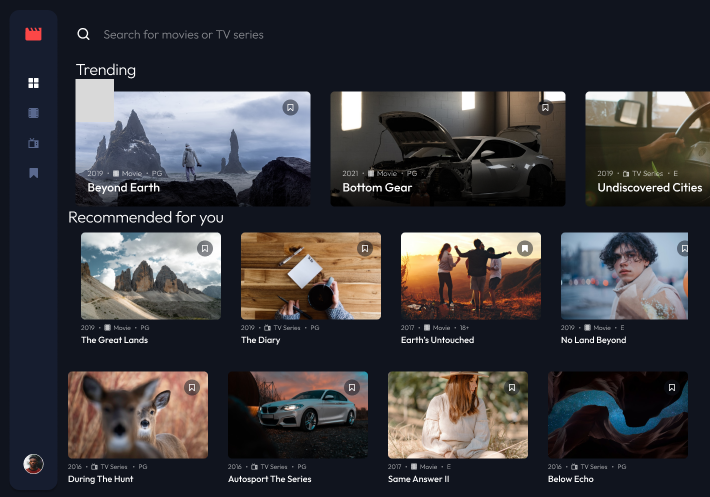 Search for movies or TV series
Trending
2019 • Movie • PG
Beyond Earth
2021 • Movie • PG
Bottom Gear
2019 • TV Series • E
Undiscovered Cities
Recommended for you
2019 • Movie • PG
The Great Lands
2019 • TV Series • PG
The Diary
2017 • Movie • 18+
Earth's Untouched
2019 • Movie • E
No Land Beyond
2016 • TV Series • PG
During The Hunt
2016 • TV Series • PG
Autosport The Series
2017 • Movie • E
Same Answer II
2016 • TV Series • PG
Below Echo